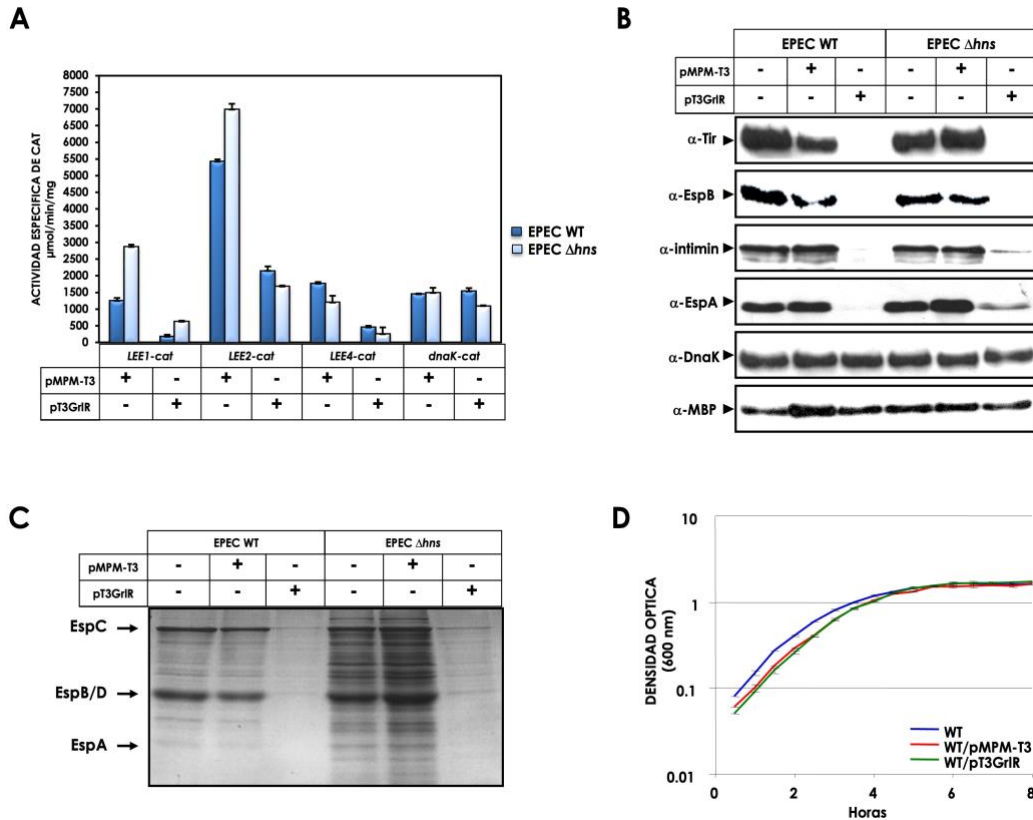 A
8000
7500
7000
6500
6000
5500
5000
4500
4000
3500
3000
2500
2000
1500
1000
500
0
ACTIVIDAD ESPECIFICA DE CAT
µmol/min/mg
EPEC WT
EPEC Δhns
LEE1-cat LEE2-cat LEE4-cat dnaK-cat
pMPM-T3 + - + - + - + -
pT3GrlR - + - + - + - +
B
EPEC WT EPEC Δhns
pMPM-T3 - + - - + -
pT3GrlR - - + - - +
α-Tir
α-EspB
α-intimin
α-EspA
α-DnaK
α-MBP
C
EPEC WT EPEC Δhns
pMPM-T3 - + - - + -
pT3GrlR - - + - - +
EspC
EspB/D
EspA
D
10
1
0.1
0.01
DENSIDAD OPTICA
(600 nm)
WT
WT/pMPM-T3
WT/pT3GrlR
0 2 4 6 8
Horas